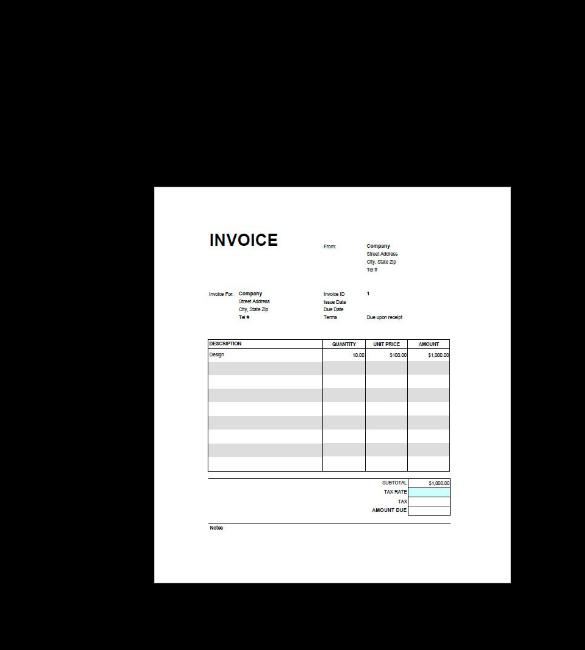 INVOICE
From: Company
Street Address
City, State Zip
Tel #
Invoice For: Company
Street Address
City, State Zip
Tel #
Invoice ID 1
Issue Date
Due Date
Terms Due upon receipt
DESCRIPTION QUANTITY UNIT PRICE AMOUNT
Design 10.00 $100.00 $1,000.00
SUBTOTAL $1,000.00
TAX RATE
TAX
AMOUNT DUE
Notes